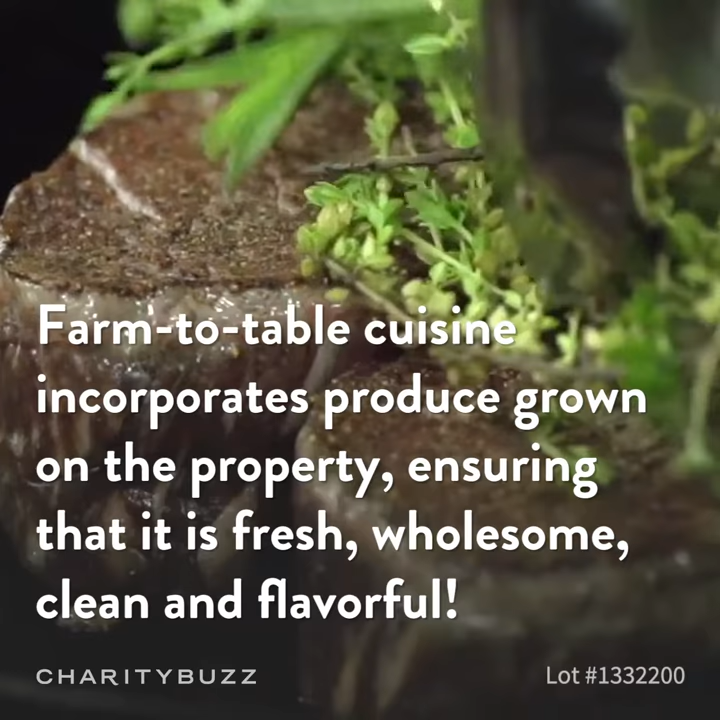 Farm-to-table cuisine
incorporates produce grown
on the property, ensuring
that it is fresh, wholesome,
clean and flavorful!
CHARITYBUZZ
Lot #1332200